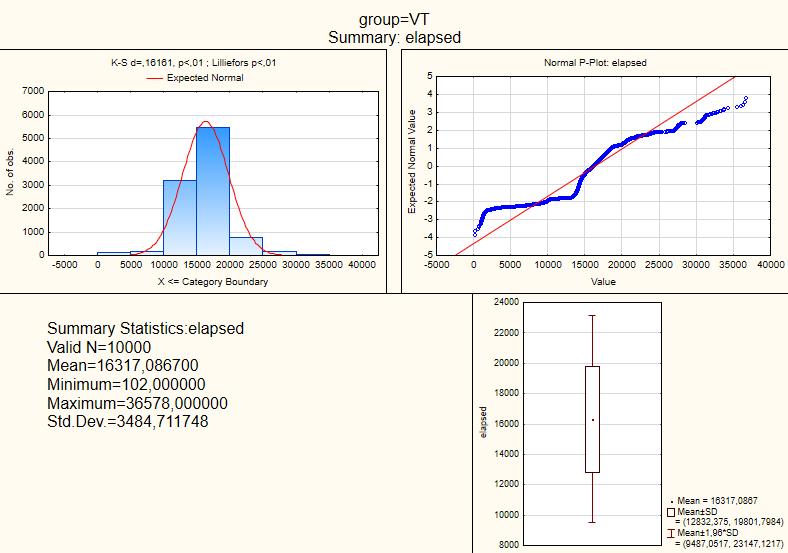 group=VT
Summary: elapsed
K-S d=,16161, p<,01 ; Lilliefors p<,01
Expected Normal
7000
6000
5000
4000
3000
2000
1000
0
No. of obs.
-5000 0 5000 10000 15000 20000 25000 30000 35000 40000
X <= Category Boundary
Normal P-Plot: elapsed
5
4
3
2
1
0
-1
-2
-3
-4
-5
Expected Normal Value
-5000 0 5000 10000 15000 20000 25000 30000 35000 40000
Value
Summary Statistics:elapsed
Valid N=10000
Mean=16317,086700
Minimum=102,000000
Maximum=36578,000000
Std.Dev.=3484,711748
24000
22000
20000
18000
16000
14000
12000
10000
8000
elapsed
Mean = 16317,0867
Mean±SD
= (12832,375, 19801,7984)
Mean±1,96*SD
= (9487,0517, 23147,1217)